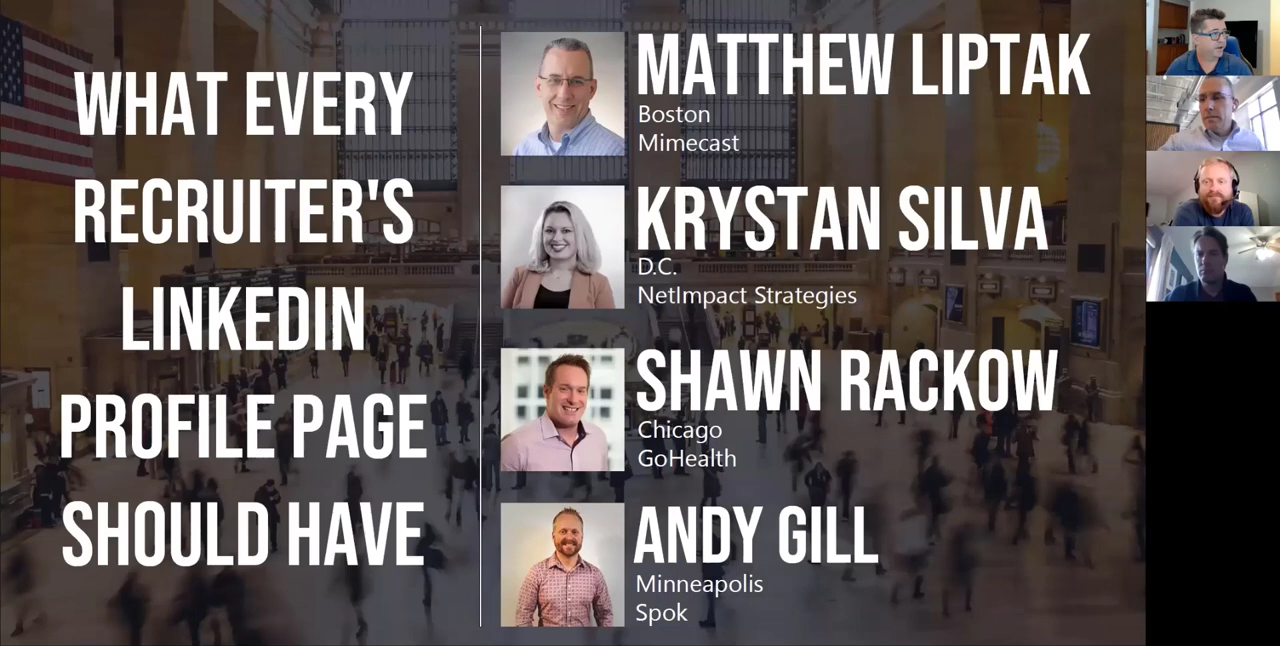 WHAT EVERY
RECRUITER'S
LINKEDIN
PROFILE PAGE
SHOULD HAVE
MATTHEW LIPTAK
Boston
Mimecast
KRYSTAN SILVA
D.C.
NetImpact Strategies
SHAWN RACKOW
Chicago
GoHealth
ANDY GILL
Minneapolis
Spok